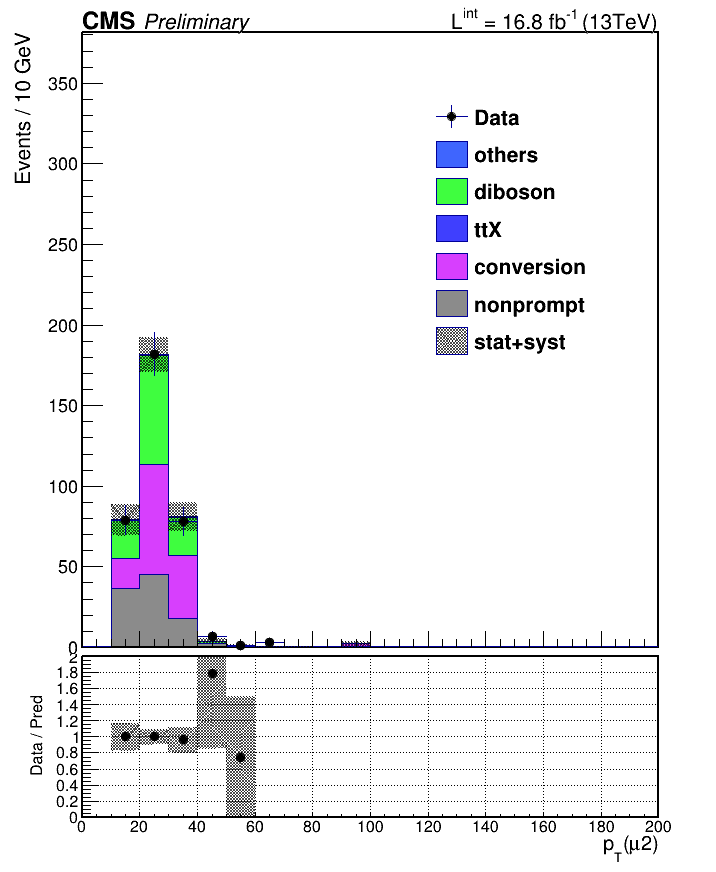 CMS Preliminary
L^int = 16.8 fb^-1 (13TeV)
Events / 10 GeV
350
300
250
200
150
100
50
0
Data
others
diboson
ttX
conversion
nonprompt
stat+syst
Data / Pred
2
1.8
1.6
1.4
1.2
1
0.8
0.6
0.4
0.2
0
0 20 40 60 80 100 120 140 160 180 200
p_T(μ2)